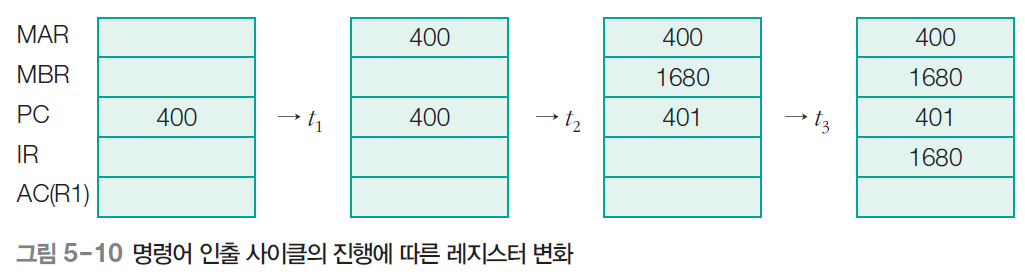 MAR 400 400 400
MBR 1680 1680
PC 400 → t1 400 → t2 401 → t3 401
IR 1680
AC(R1)
그림 5-10 명령어 인출 사이클의 진행에 따른 레지스터 변화